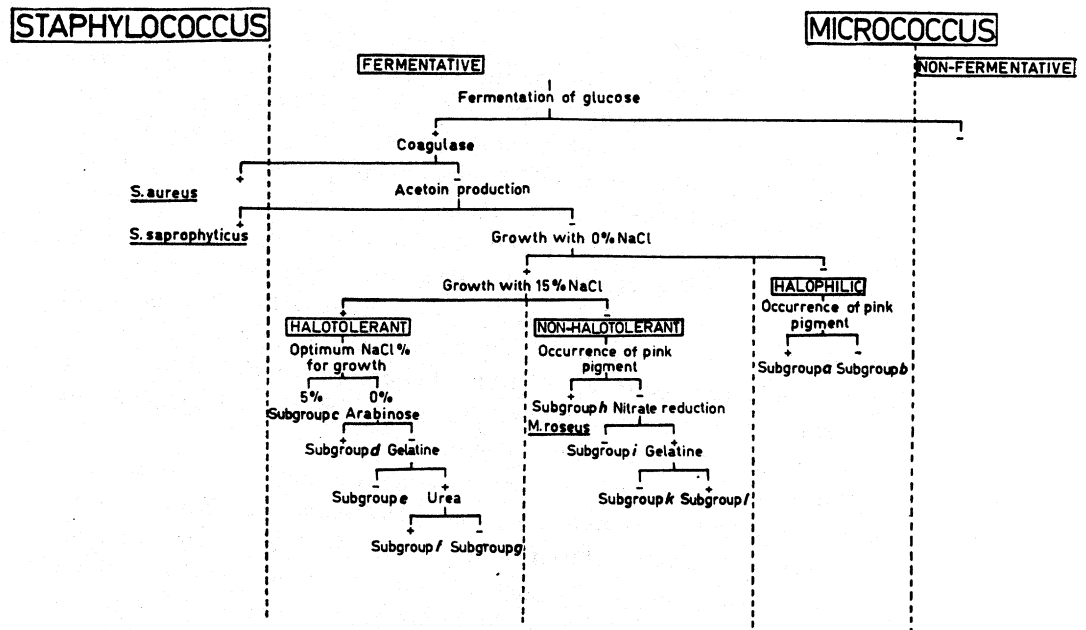 STAPHYLOCOCCUS
MICROCOCCUS
FERMENTATIVE
NON-FERMENTATIVE
Fermentation of glucose
+
-
Coagulase
+
-
S. aureus
Acetoin production
+
-
S. saprophyticus
Growth with 0% NaCl
+
-
Growth with 15% NaCl
HALOPHILIC
+
-
Occurrence of pink
pigment
HALOTOLERANT
NON-HALOTOLERANT
Optimum NaCl%
for growth
Occurrence of pink
pigment
+
-
Subgroup a Subgroup b
5%
0%
+
-
Subgroup c Arabinose
Subgroup h Nitrate reduction
M. roseus
+
-
-
+
Subgroup d Gelatine
Subgroup i Gelatine
-
+
-
+
Subgroup e Urea
Subgroup k Subgroup l
+
-
Subgroup f Subgroup g